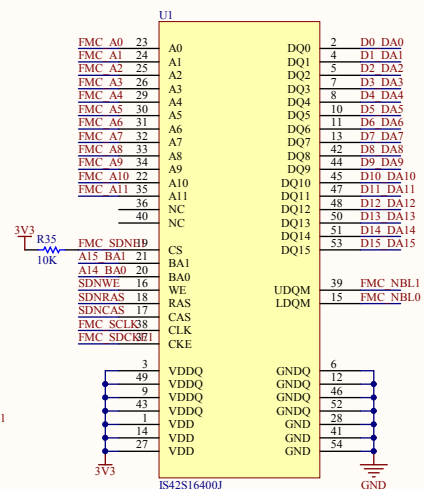 U1
FMC_A0 23 A0 DQ0 2 D0_DA0
FMC_A1 24 A1 DQ1 4 D1_DA1
FMC_A2 25 A2 DQ2 5 D2_DA2
FMC_A3 26 A3 DQ3 7 D3_DA3
FMC_A4 29 A4 DQ4 8 D4_DA4
FMC_A5 30 A5 DQ5 10 D5_DA5
FMC_A6 31 A6 DQ6 11 D6_DA6
FMC_A7 32 A7 DQ7 13 D7_DA7
FMC_A8 33 A8 DQ8 42 D8_DA8
FMC_A9 34 A9 DQ9 44 D9_DA9
FMC_A10 22 A10 DQ10 45 D10_DA10
FMC_A11 35 A11 DQ11 47 D11_DA11
36 NC DQ12 48 D12_DA12
40 NC DQ13 50 D13_DA13
DQ14 51 D14_DA14
3V3 R35 10K FMC_SDNE1 19 CS DQ15 53 D15_DA15
A15_BA1 21 BA1
A14_BA0 20 BA0
SDNWE 16 WE UDQM 39 FMC_NBL1
SDNRAS 18 RAS LDQM 15 FMC_NBL0
SDNCAS 17 CAS
FMC_SCLK 38 CLK
FMC_SDCKE1 37 CKE
3 VDDQ GNDQ 6
49 VDDQ GNDQ 12
9 VDDQ GNDQ 46
43 VDDQ GNDQ 52
1 VDD GND 28
14 VDD GND 41
27 VDD GND 54
3V3 GND
IS42S16400J